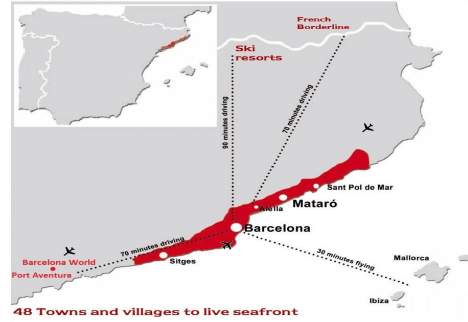 French
Borderline
Ski
resorts
90 minutes driving
70 minutes driving
Sant Pol de Mar
Mataró
Alella
Barcelona
70 minutes driving
Sitges
Barcelona World
Port Aventura
30 minutes flying
Mallorca
Ibiza
48 Towns and villages to live seafront